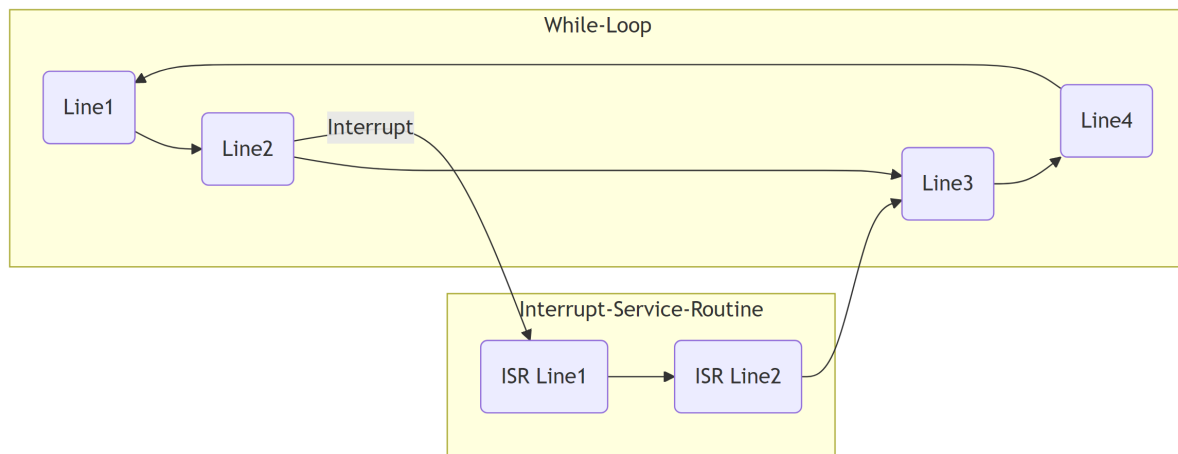 While-Loop
Line1
Line2
Interrupt
Line3
Line4
Interrupt-Service-Routine
ISR Line1
ISR Line2